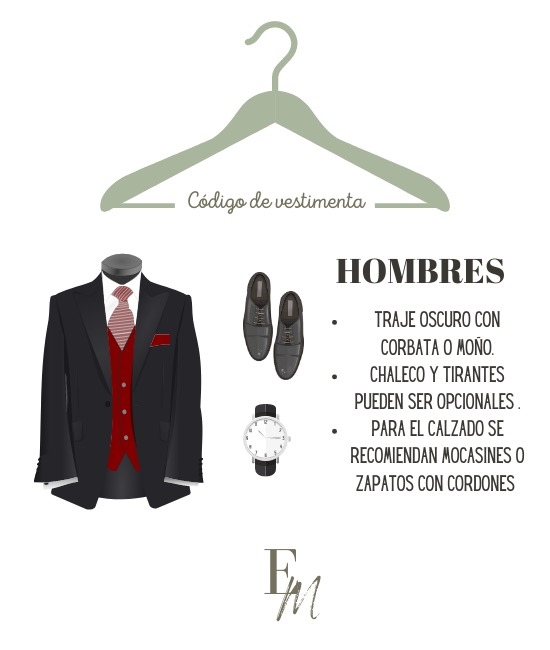 Código de vestimenta
HOMBRES
• TRAJE OSCURO CON
CORBATA O MOÑO.
• CHALECO Y TIRANTES
PUEDEN SER OPCIONALES .
• PARA EL CALZADO SE
RECOMIENDAN MOCASINES O
ZAPATOS CON CORDONES
EM